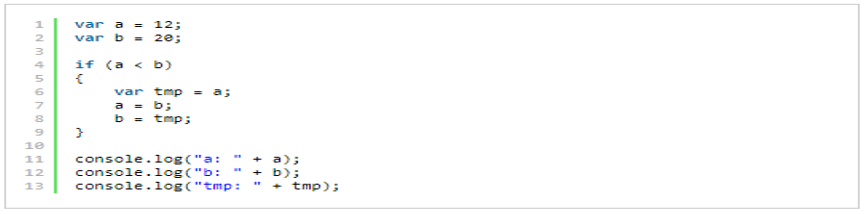 1 var a = 12;
2 var b = 20;
3
4 if (a < b)
5 {
6 var tmp = a;
7 a = b;
8 b = tmp;
9 }
10
11 console.log("a: " + a);
12 console.log("b: " + b);
13 console.log("tmp: " + tmp);